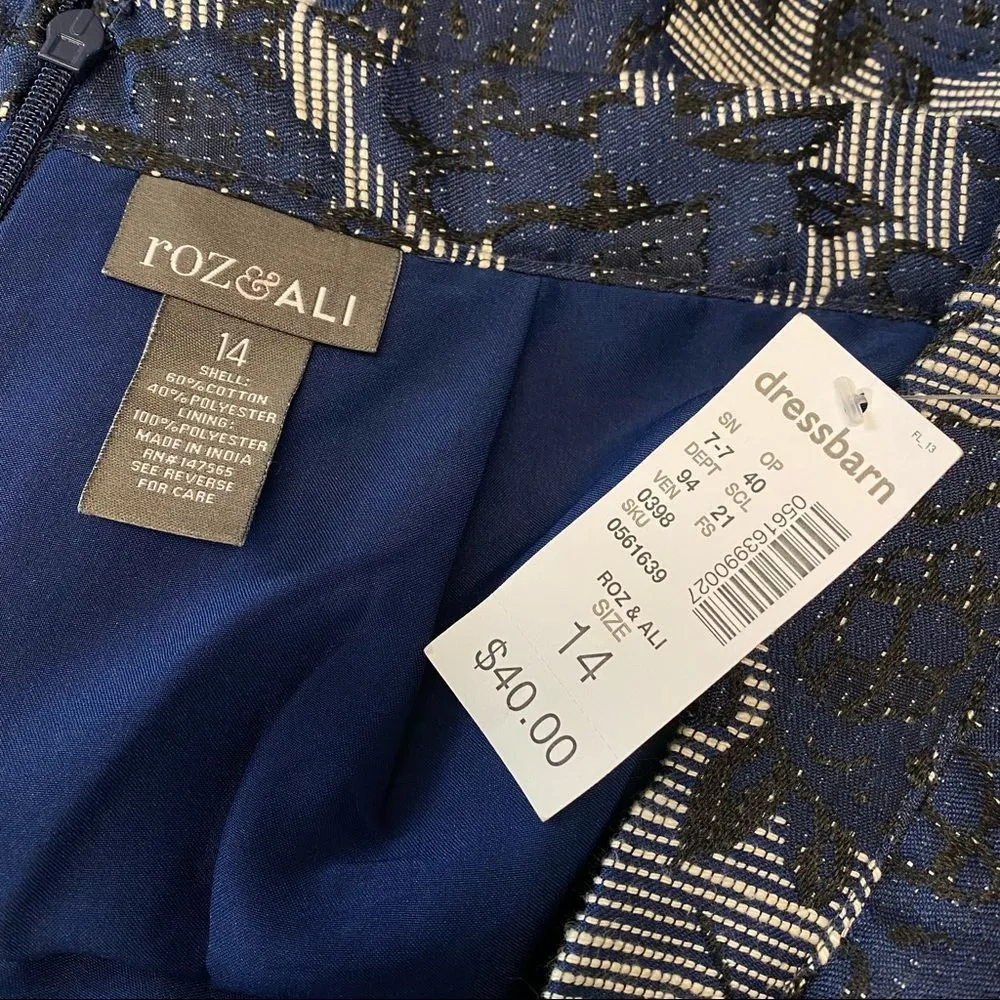 roz&ALI
14
SHELL:
60%COTTON
40%POLYESTER
LINING:
100%POLYESTER
MADE IN INDIA
RN#147565
SEE REVERSE
FOR CARE
dressbarn
FL_13
SN OP
7-7 40
DEPT SCL
94 21
VEN FS
0398
SKU
0561639
056163990027
ROZ & ALI
SIZE
14
$40.00